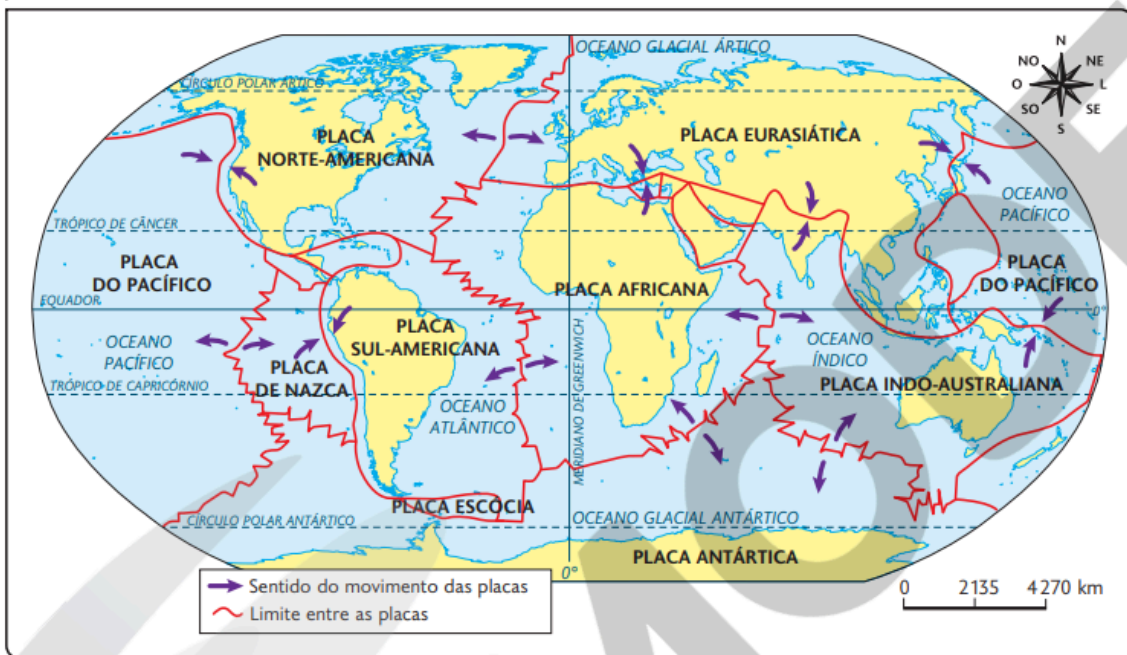 OCEANO GLACIAL ÁRTICO
N
NO
NE
O
L
SO
SE
S
CÍRCULO POLAR ÁRTICO
PLACA
NORTE-AMERICANA
PLACA EURASIÁTICA
OCEANO
PACÍFICO
TRÓPICO DE CÂNCER
PLACA
DO PACÍFICO
PLACA AFRICANA
PLACA
DO PACÍFICO
EQUADOR
0°
OCEANO
PACÍFICO
PLACA
SUL-AMERICANA
PLACA
DE NAZCA
OCEANO
ÍNDICO
TRÓPICO DE CAPRICÓRNIO
PLACA INDO-AUSTRALIANA
OCEANO
ATLÂNTICO
MERIDIANO DE GREENWICH
PLACA ESCÓCIA
CÍRCULO POLAR ANTÁRTICO
OCEANO GLACIAL ANTÁRTICO
PLACA ANTÁRTICA
0°
Sentido do movimento das placas
Limite entre as placas
0 2135 4270 km